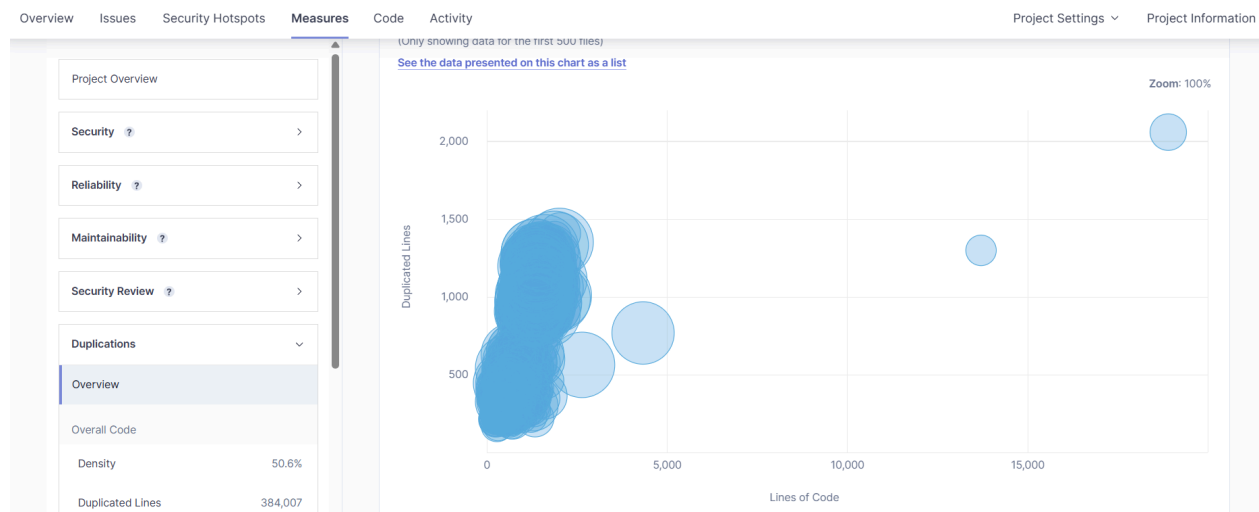 Overview Issues Security Hotspots Measures Code Activity Project Settings Project Information
(Only showing data for the first 500 files)
See the data presented on this chart as a list
Project Overview
Zoom: 100%
Security ?
Reliability ?
Maintainability ?
Security Review ?
Duplications
Overview
Overall Code
Density 50.6%
Duplicated Lines 384,007
Duplicated Lines
2,000
1,500
1,000
500
0 5,000 10,000 15,000
Lines of Code